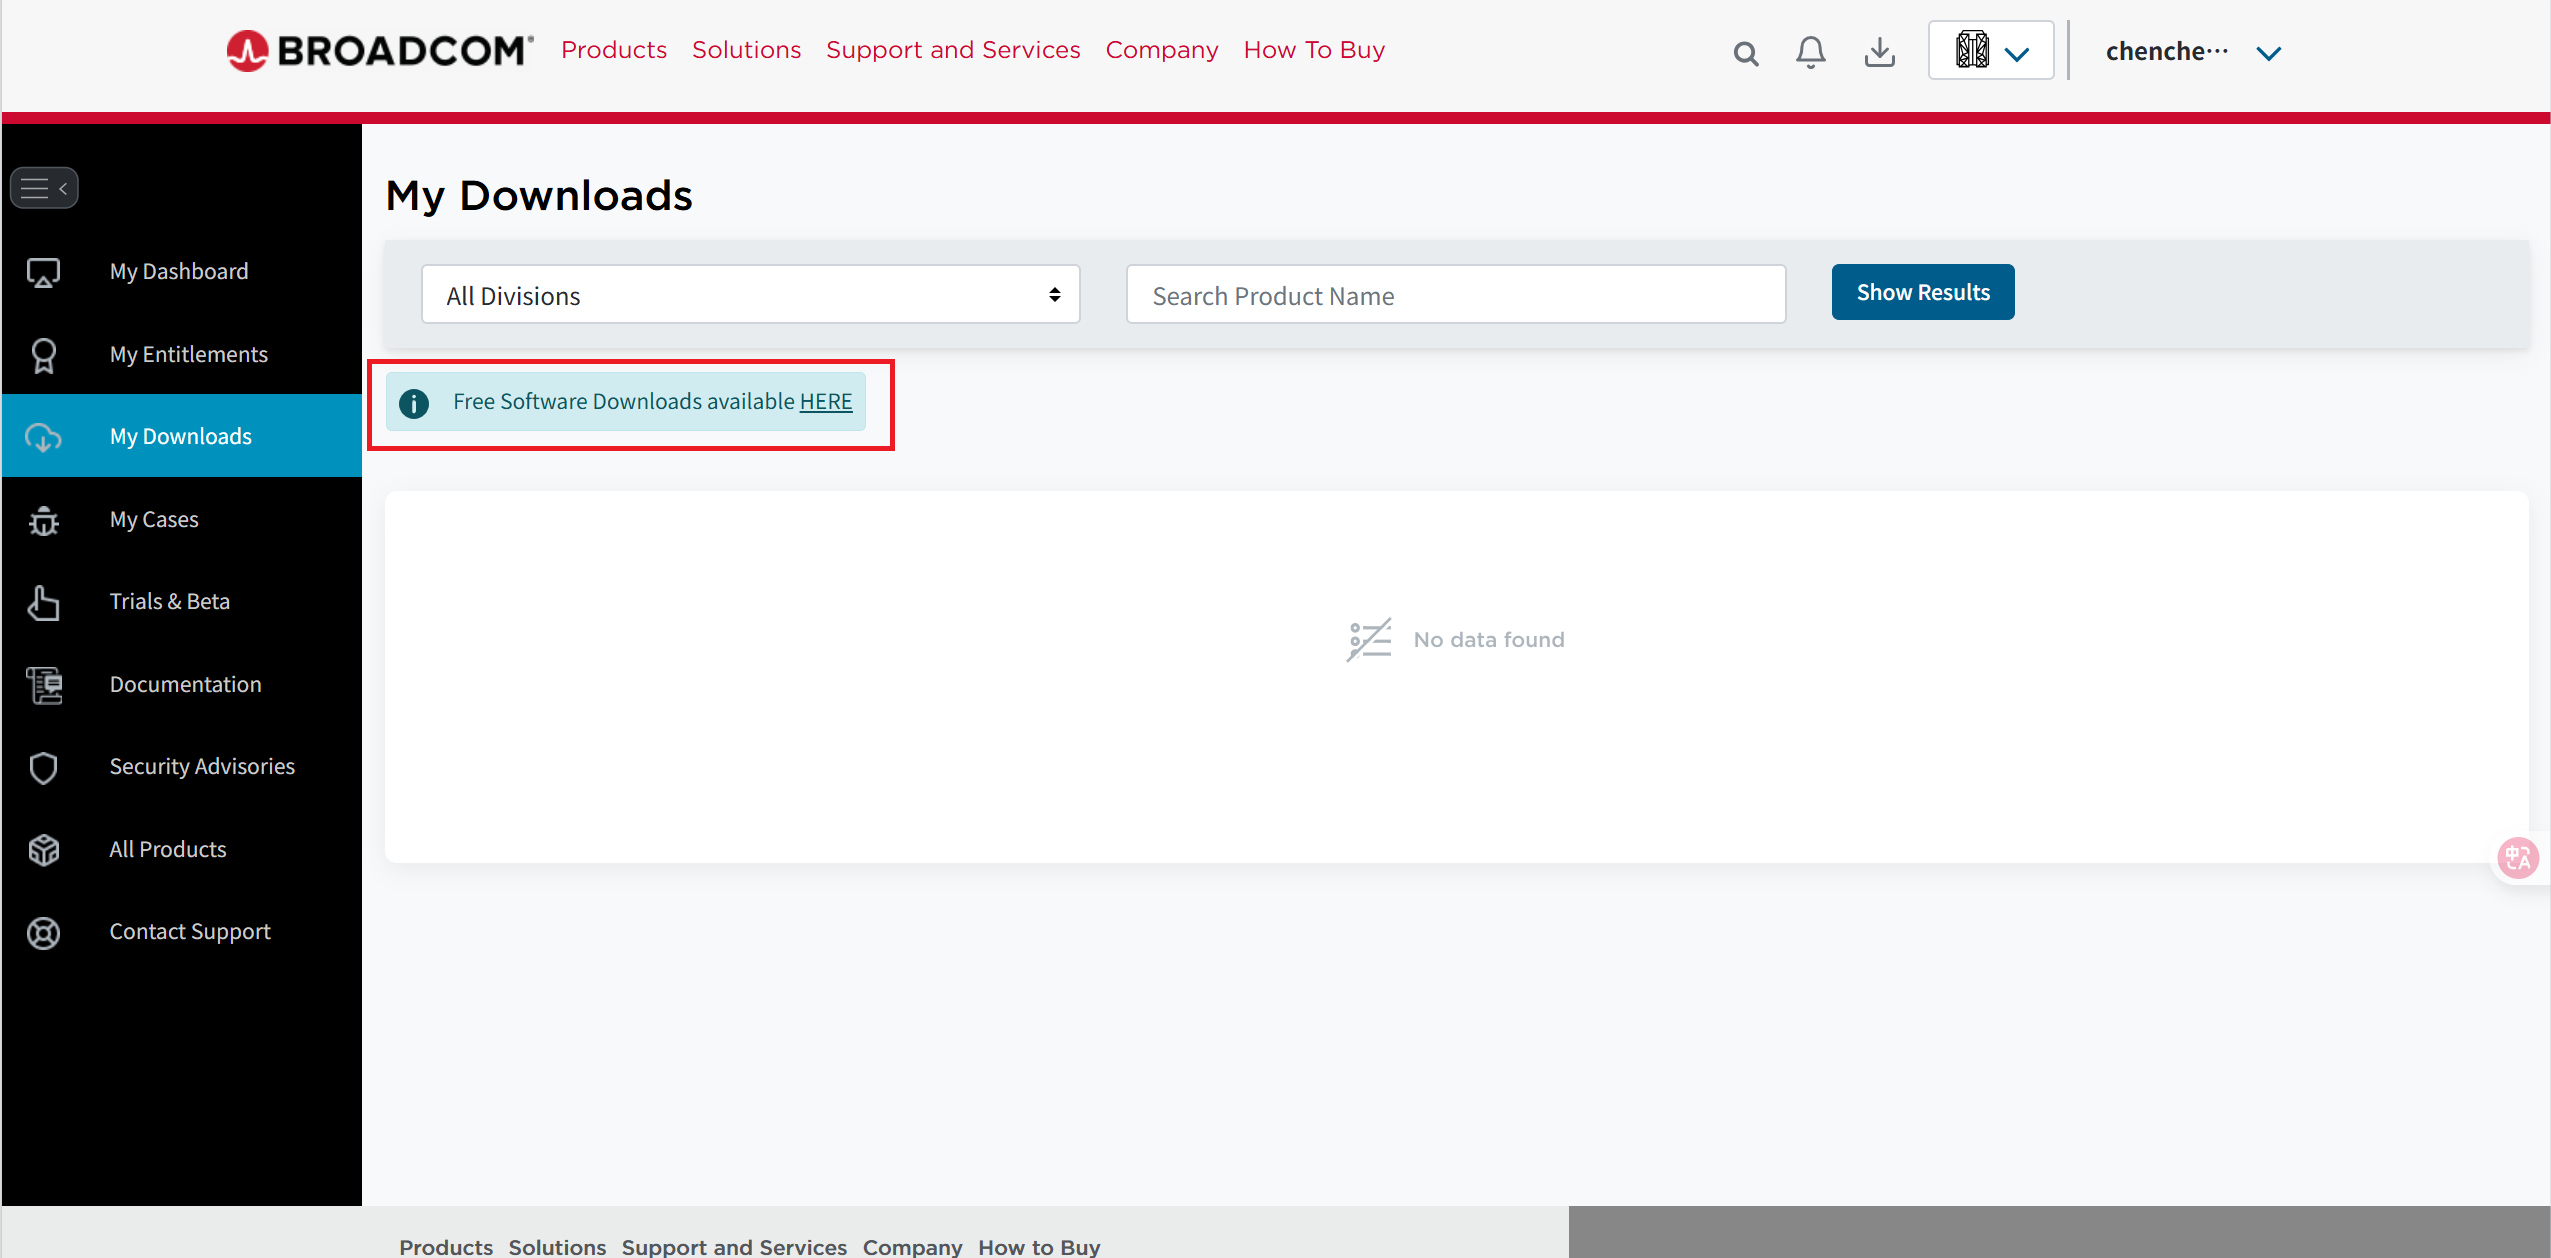 BROADCOM® Products Solutions Support and Services Company How To Buy chenche···
My Downloads
All Divisions Search Product Name Show Results
Free Software Downloads available HERE
My Dashboard
My Entitlements
My Downloads
My Cases
Trials & Beta
Documentation
Security Advisories
All Products
Contact Support
No data found
中A
Products Solutions Support and Services Company How to Buy